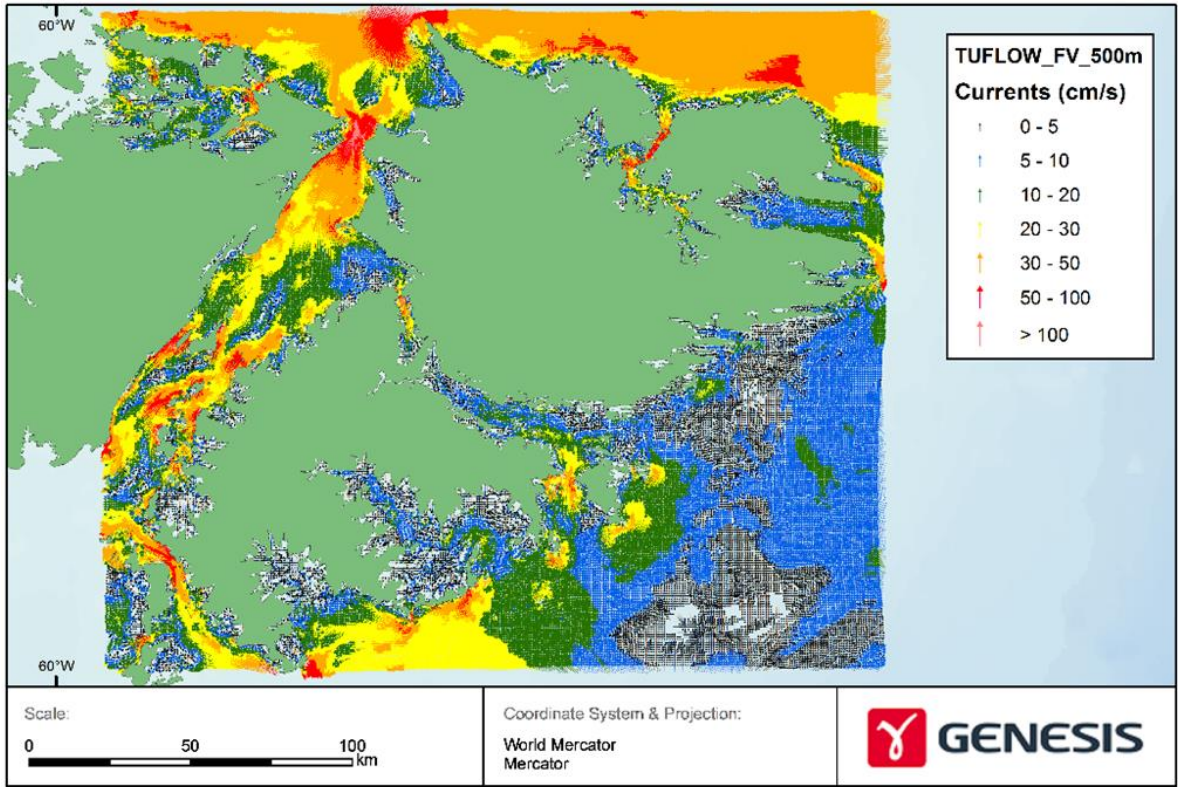 60°W
TUFLOW_FV_500m
Currents (cm/s)
0 - 5
5 - 10
10 - 20
20 - 30
30 - 50
50 - 100
> 100
60°W
Scale:
0 50 100
km
Coordinate System & Projection:
World Mercator
Mercator
GENESIS